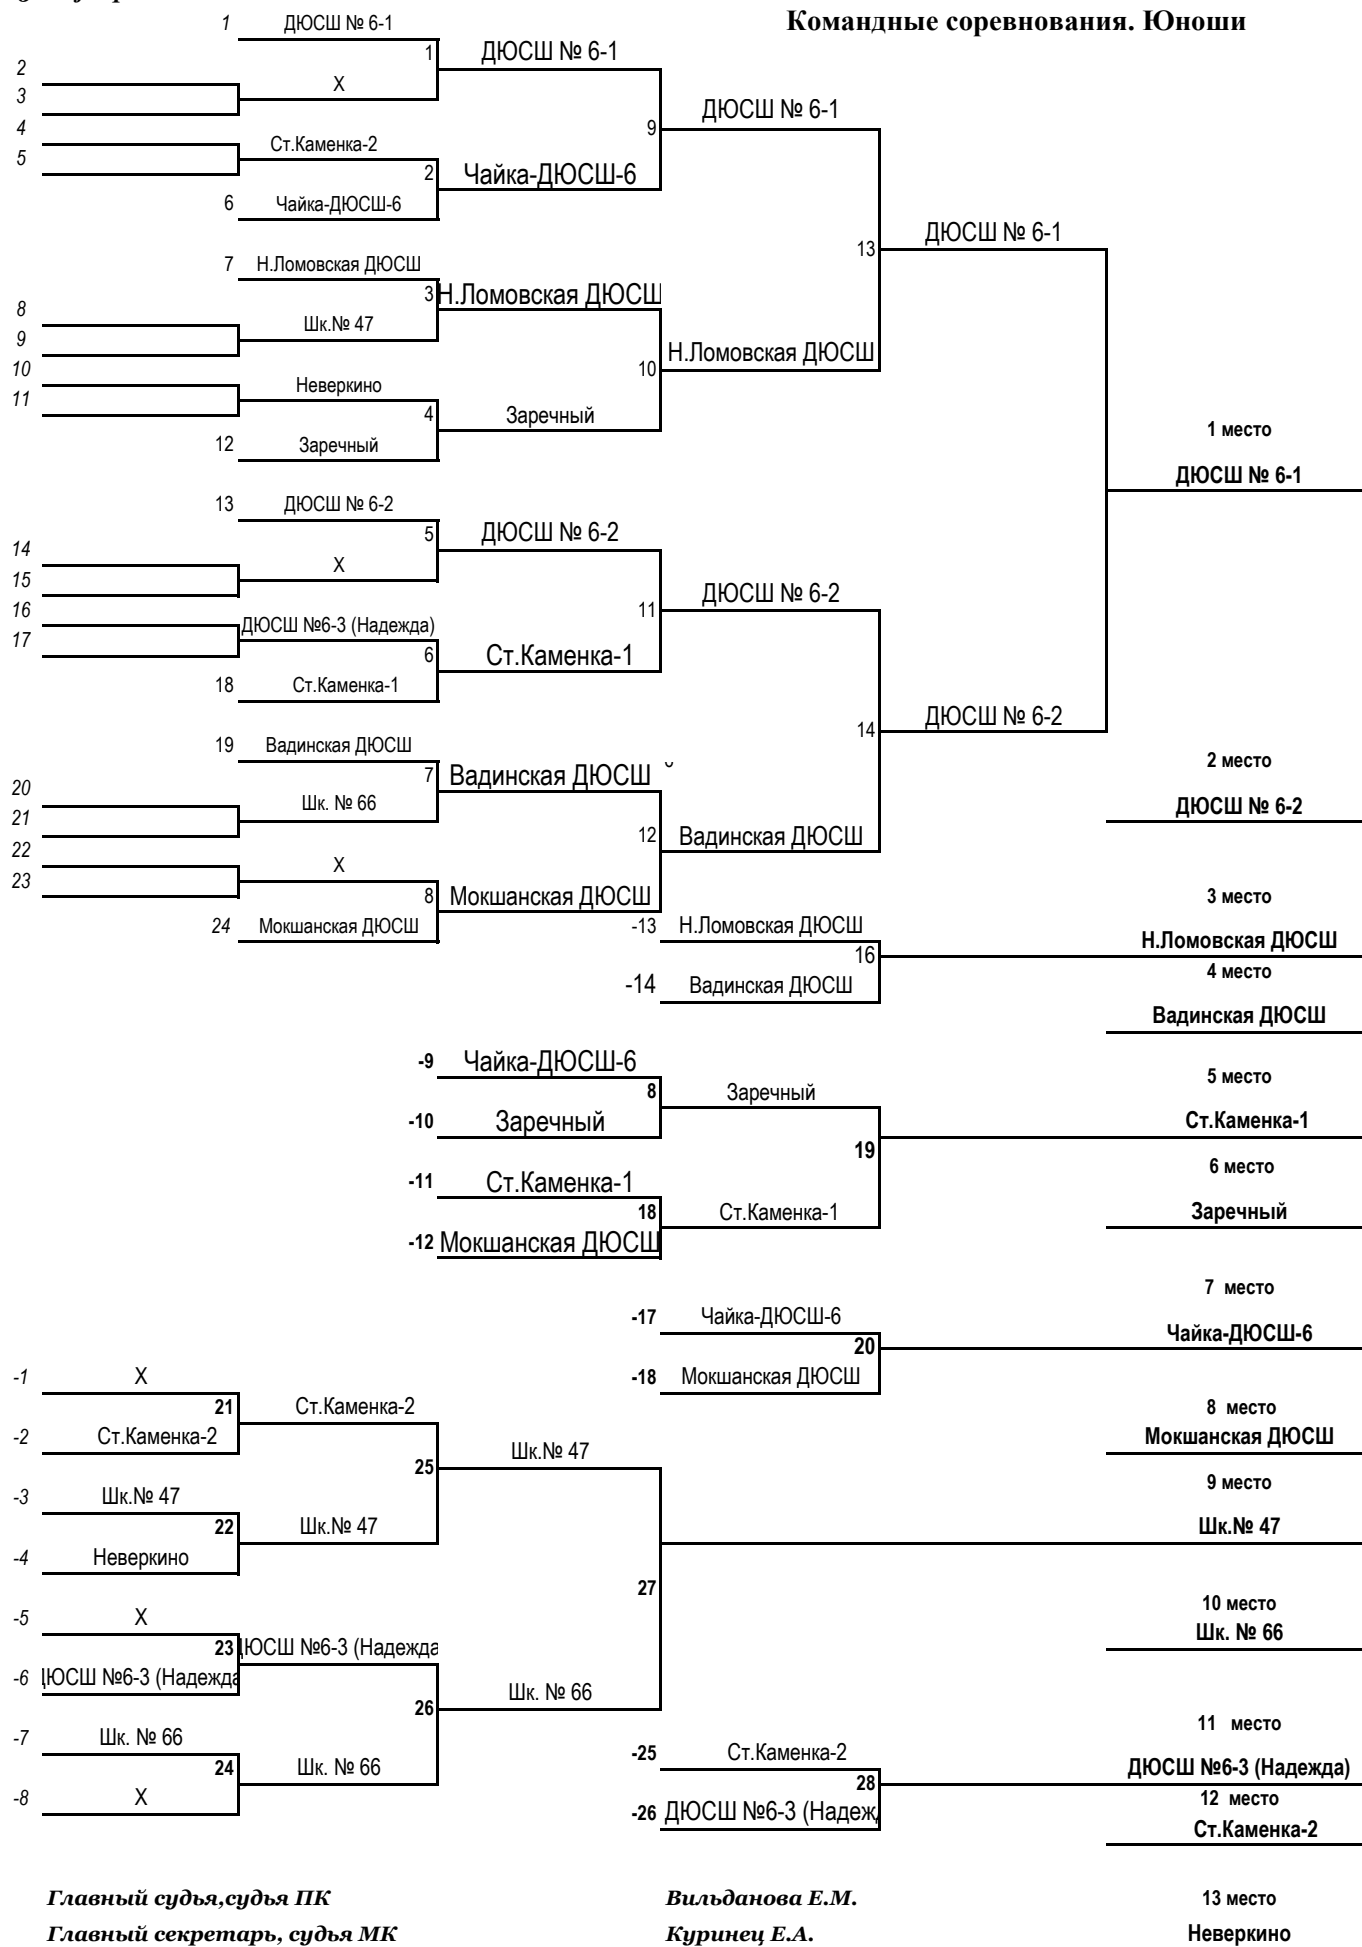 Командные соревнования. Юноши
1 ДЮСШ № 6-1
1 ДЮСШ № 6-1
2
X
3
ДЮСШ № 6-1
9
4
Ст.Каменка-2
5
2 Чайка-ДЮСШ-6
6 Чайка-ДЮСШ-6
13 ДЮСШ № 6-1
7 Н.Ломовская ДЮСШ
3 Н.Ломовская ДЮСШ
8
Шк.№ 47
9
10 Н.Ломовская ДЮСШ
10
Неверкино
11
4 Заречный
12 Заречный
1 место
ДЮСШ № 6-1
13 ДЮСШ № 6-2
5 ДЮСШ № 6-2
14
X
15
ДЮСШ № 6-2
16
11
ДЮСШ №6-3 (Надежда)
17
6 Ст.Каменка-1
18 Ст.Каменка-1
14 ДЮСШ № 6-2
19 Вадинская ДЮСШ
2 место
7 Вадинская ДЮСШ
20
Шк. № 66
ДЮСШ № 6-2
21
12 Вадинская ДЮСШ
22
X
23
8 Мокшанская ДЮСШ
3 место
24 Мокшанская ДЮСШ
-13 Н.Ломовская ДЮСШ
Н.Ломовская ДЮСШ
16
4 место
-14 Вадинская ДЮСШ
Вадинская ДЮСШ
-9 Чайка-ДЮСШ-6
5 место
8 Заречный
-10 Заречный
Ст.Каменка-1
19
6 место
-11 Ст.Каменка-1
18 Ст.Каменка-1
Заречный
-12 Мокшанская ДЮСШ
7 место
-17 Чайка-ДЮСШ-6
Чайка-ДЮСШ-6
20
-1 X
-18 Мокшанская ДЮСШ
21 Ст.Каменка-2
8 место
-2 Ст.Каменка-2
Мокшанская ДЮСШ
25 Шк.№ 47
9 место
-3 Шк.№ 47
22 Шк.№ 47
Шк.№ 47
-4 Неверкино
27
10 место
-5 X
Шк. № 66
23 ДЮСШ №6-3 (Надежда
-6 ДЮСШ №6-3 (Надежда
26 Шк. № 66
11 место
-7 Шк. № 66
-25 Ст.Каменка-2
24 Шк. № 66
ДЮСШ №6-3 (Надежда)
28
-8 X
12 место
-26 ДЮСШ №6-3 (Надеж
Ст.Каменка-2
Главный судья,судья ПК Вильданова Е.М. 13 место
Главный секретарь, судья МК Куринец Е.А. Неверкино